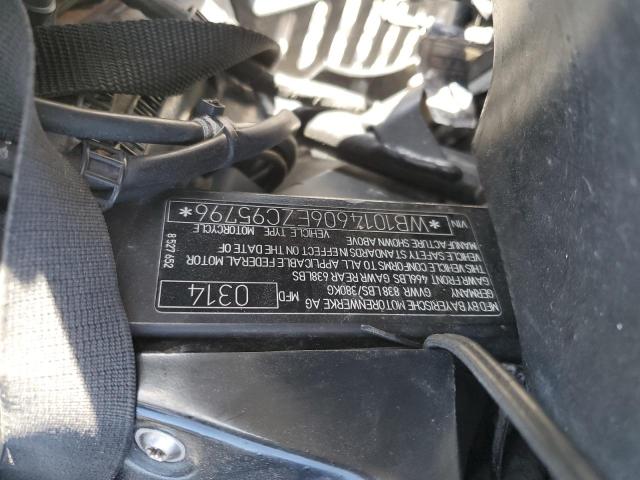 MFD BY BAYERISCHE MOTORENWERKE AG
GERMANY GVWR 838LBS/380KG MFD 0314
GAWR FRONT 466LBS GAWR REAR 638LBS
THIS VEHICLE CONFORMS TO ALL APPLICABLE FEDERAL MOTOR
VEHICLE SAFETY STANDARDS IN EFFECT ON THE DATE OF
MANUFACTURE SHOWN ABOVE
VEHICLE TYPE MOTORCYCLE 8 527 652
VIN *WB10124606EZC95796*